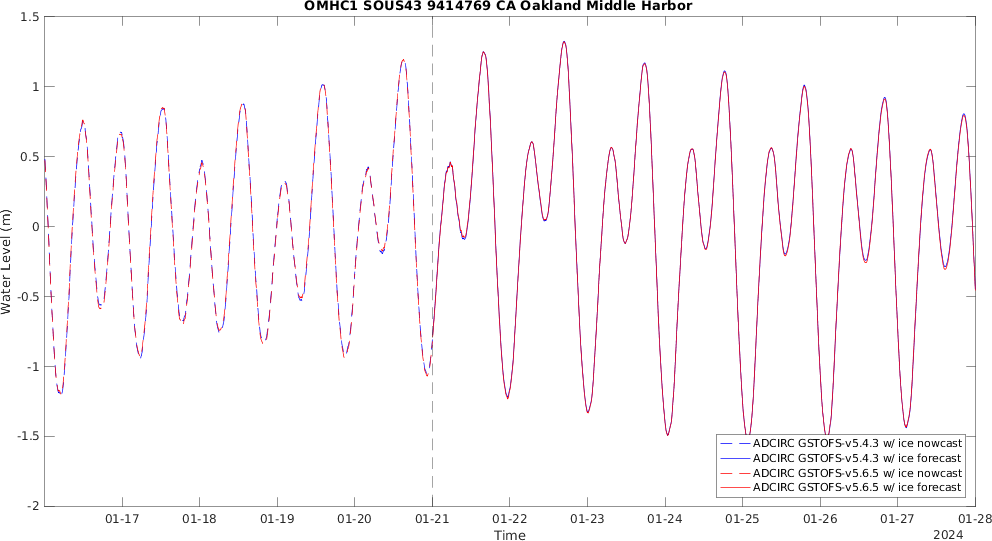 OMHC1 SOUS43 9414769 CA Oakland Middle Harbor
1.5
1
0.5
0
-0.5
-1
-1.5
-2
Water Level (m)
01-17 01-18 01-19 01-20 01-21 01-22 01-23 01-24 01-25 01-26 01-27 01-28
Time
2024
ADCIRC GSTOFS-v5.4.3 w/ ice nowcast
ADCIRC GSTOFS-v5.4.3 w/ ice forecast
ADCIRC GSTOFS-v5.6.5 w/ ice nowcast
ADCIRC GSTOFS-v5.6.5 w/ ice forecast